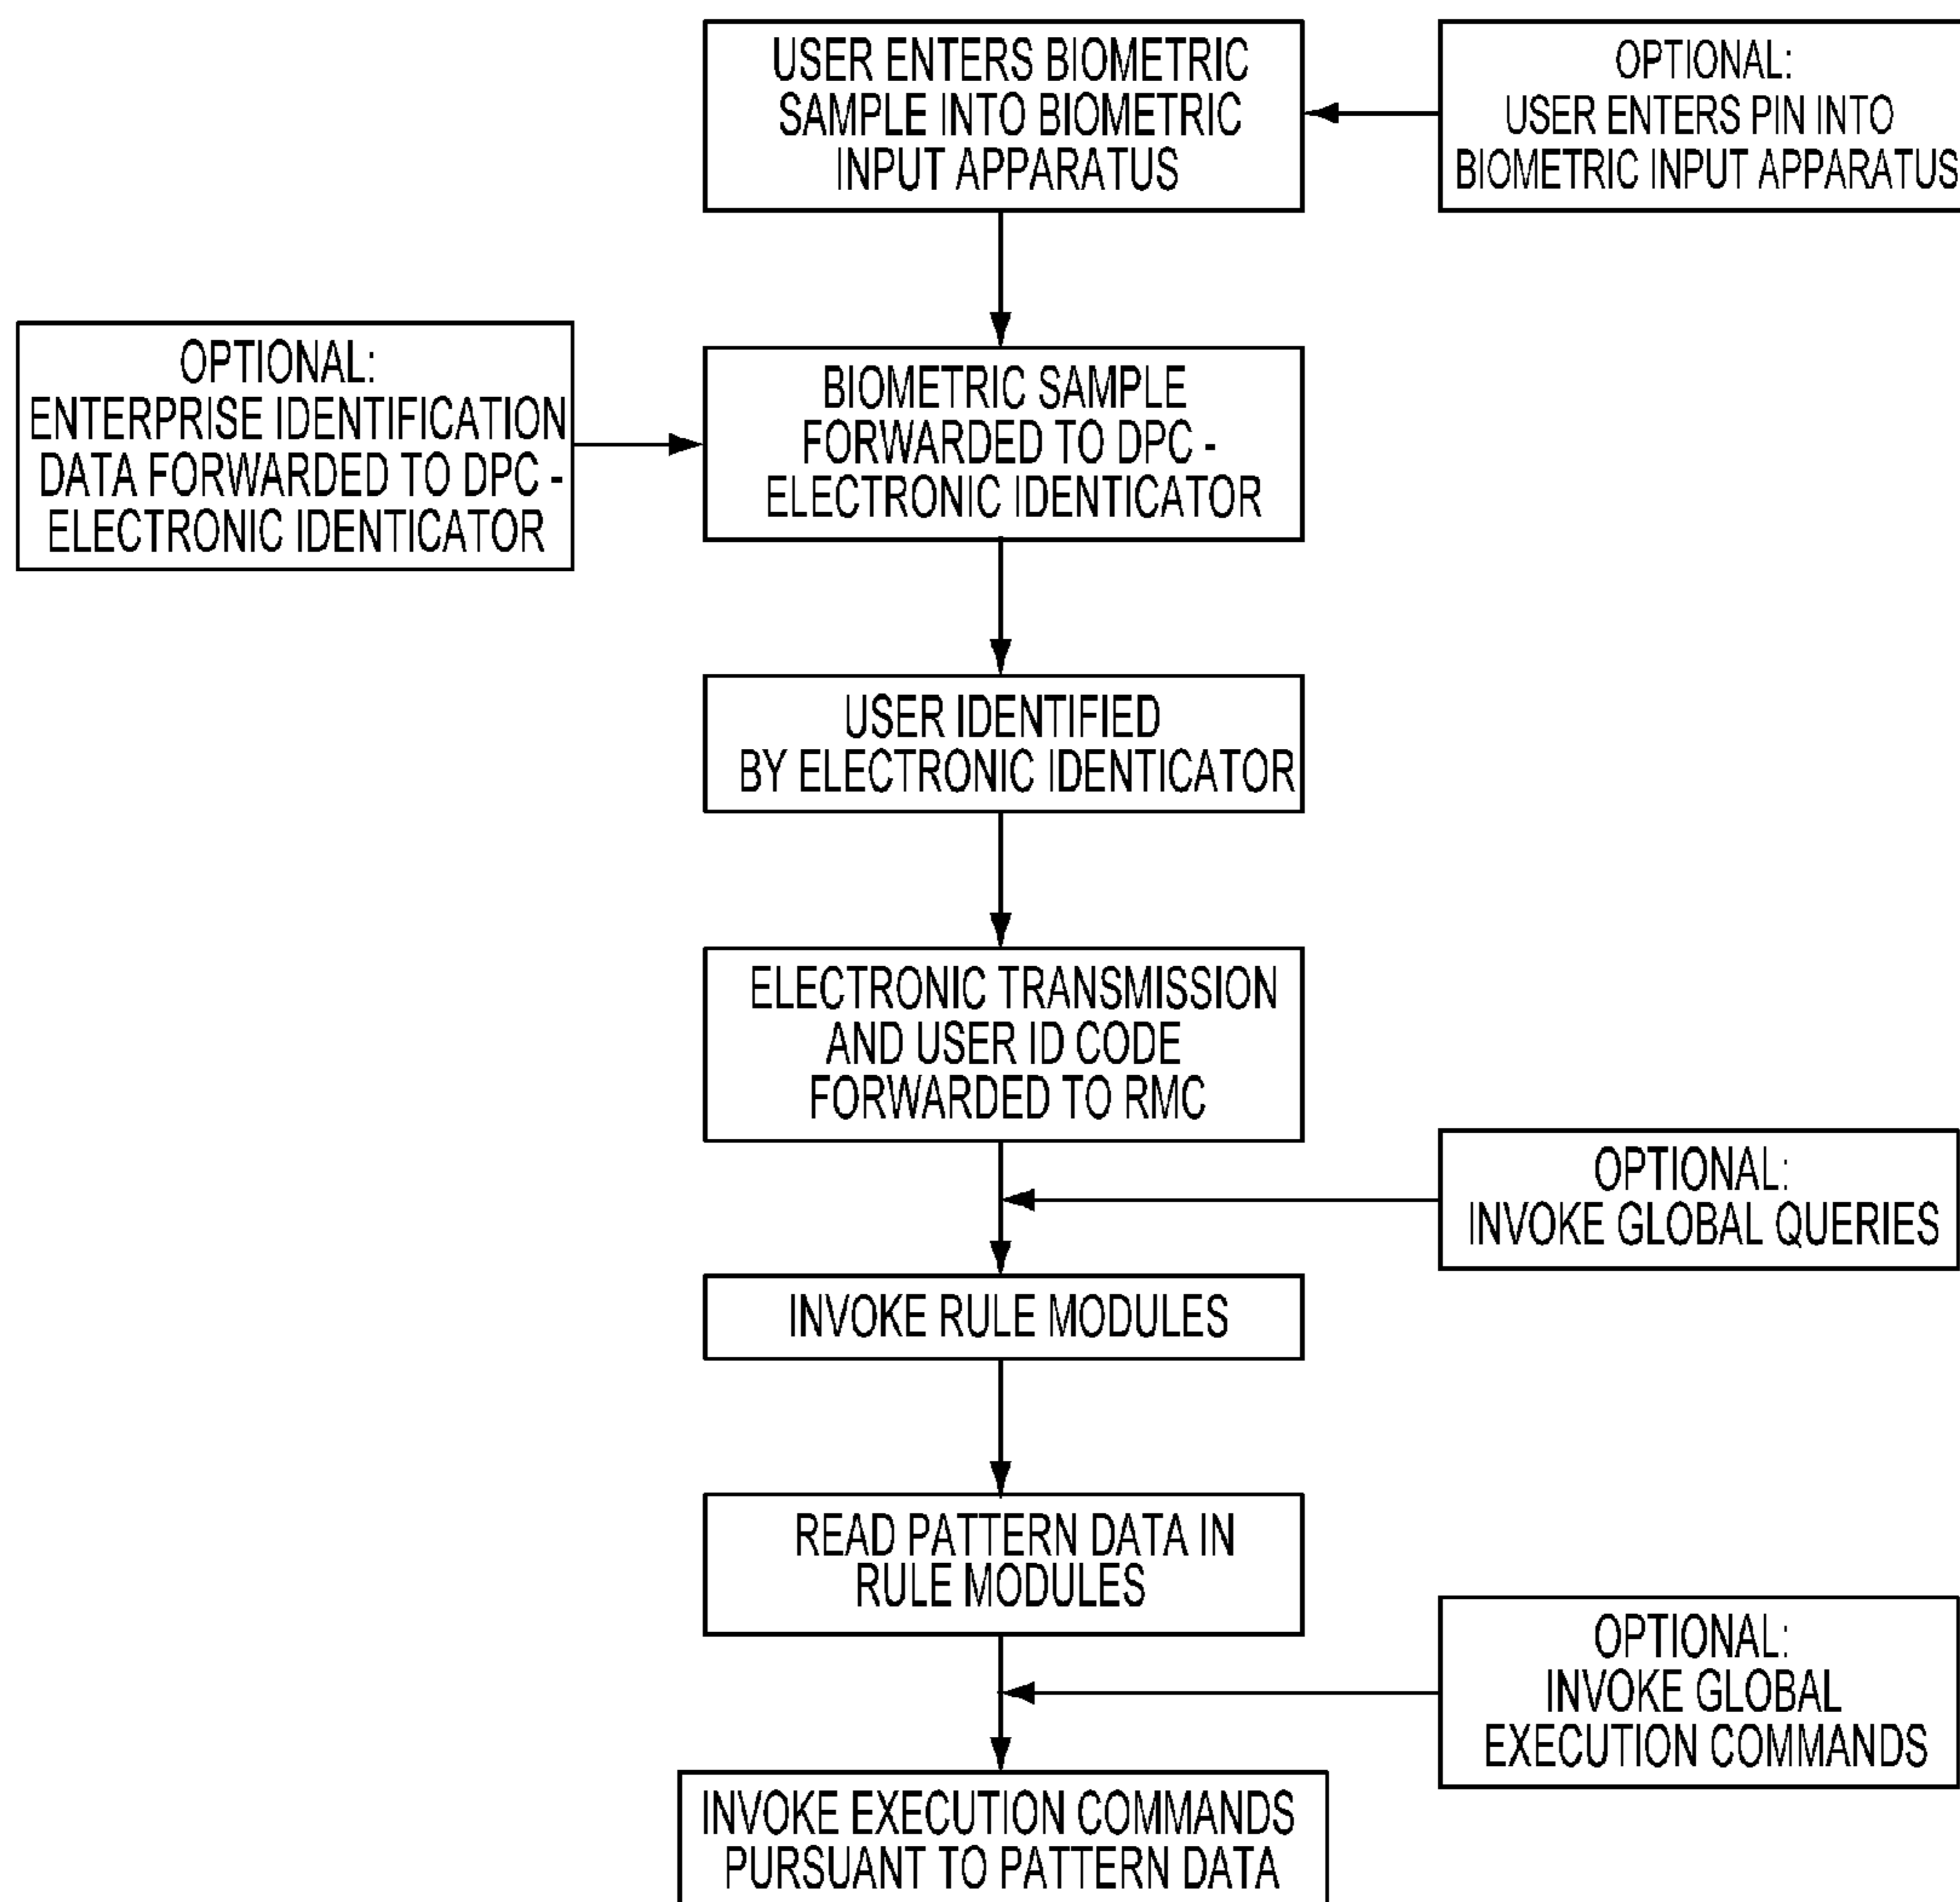 USER ENTERS BIOMETRIC
SAMPLE INTO BIOMETRIC
INPUT APPARATUS
OPTIONAL:
USER ENTERS PIN INTO
BIOMETRIC INPUT APPARATUS
OPTIONAL:
ENTERPRISE IDENTIFICATION
DATA FORWARDED TO DPC -
ELECTRONIC IDENTICATOR
BIOMETRIC SAMPLE
FORWARDED TO DPC -
ELECTRONIC IDENTICATOR
USER IDENTIFIED
BY ELECTRONIC IDENTICATOR
ELECTRONIC TRANSMISSION
AND USER ID CODE
FORWARDED TO RMC
OPTIONAL:
INVOKE GLOBAL QUERIES
INVOKE RULE MODULES
READ PATTERN DATA IN
RULE MODULES
OPTIONAL:
INVOKE GLOBAL
EXECUTION COMMANDS
INVOKE EXECUTION COMMANDS
PURSUANT TO PATTERN DATA